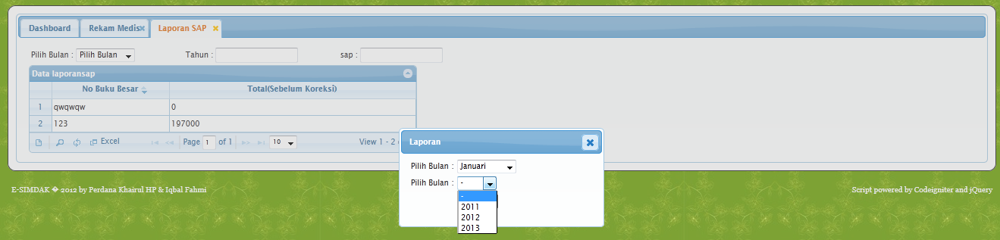 Dashboard Rekam Medis Laporan SAP
Pilih Bulan : Pilih Bulan Tahun : sap :
Data laporansap
No Buku Besar Total(Sebelum Koreksi)
1 qwqwqw 0
2 123 197000
Excel Page 1 of 1 10 View 1 - 2
Laporan
Pilih Bulan : Januari
Pilih Bulan : -
-
2011
2012
2013
E-SIMDAK � 2012 by Perdana Khairul HP & Iqbal Fahmi
Script powered by Codeigniter and jQuery